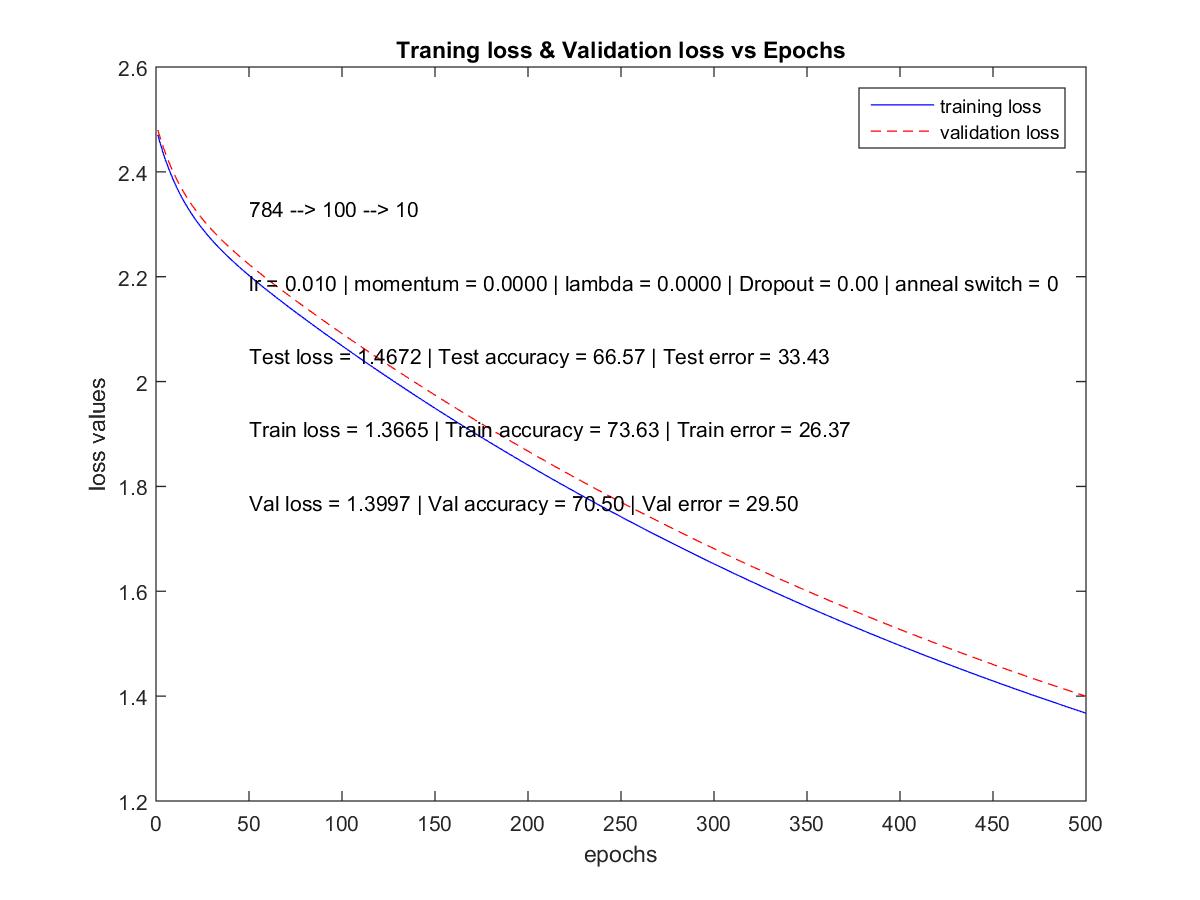 Traning loss & Validation loss vs Epochs
2.6
training loss
validation loss
2.4
784 --> 100 --> 10
2.2
lr = 0.010 | momentum = 0.0000 | lambda = 0.0000 | Dropout = 0.00 | anneal switch = 0
Test loss = 1.4672 | Test accuracy = 66.57 | Test error = 33.43
2
loss values
Train loss = 1.3665 | Train accuracy = 73.63 | Train error = 26.37
1.8
Val loss = 1.3997 | Val accuracy = 70.50 | Val error = 29.50
1.6
1.4
1.2
0 50 100 150 200 250 300 350 400 450 500
epochs